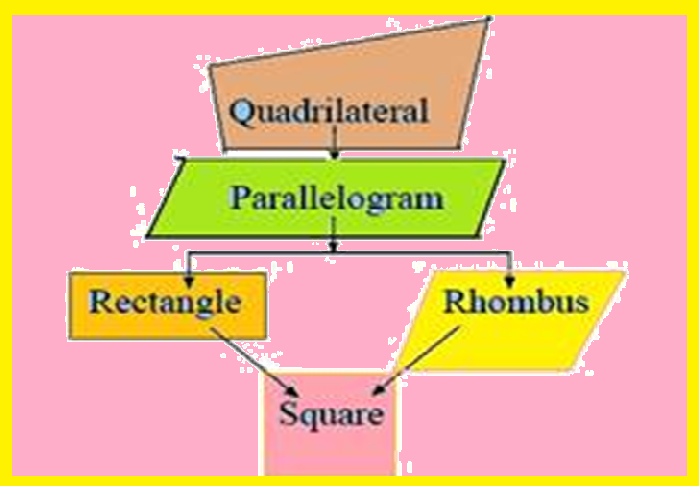 Quadrilateral
Parallelogram
Rectangle
Rhombus
Square